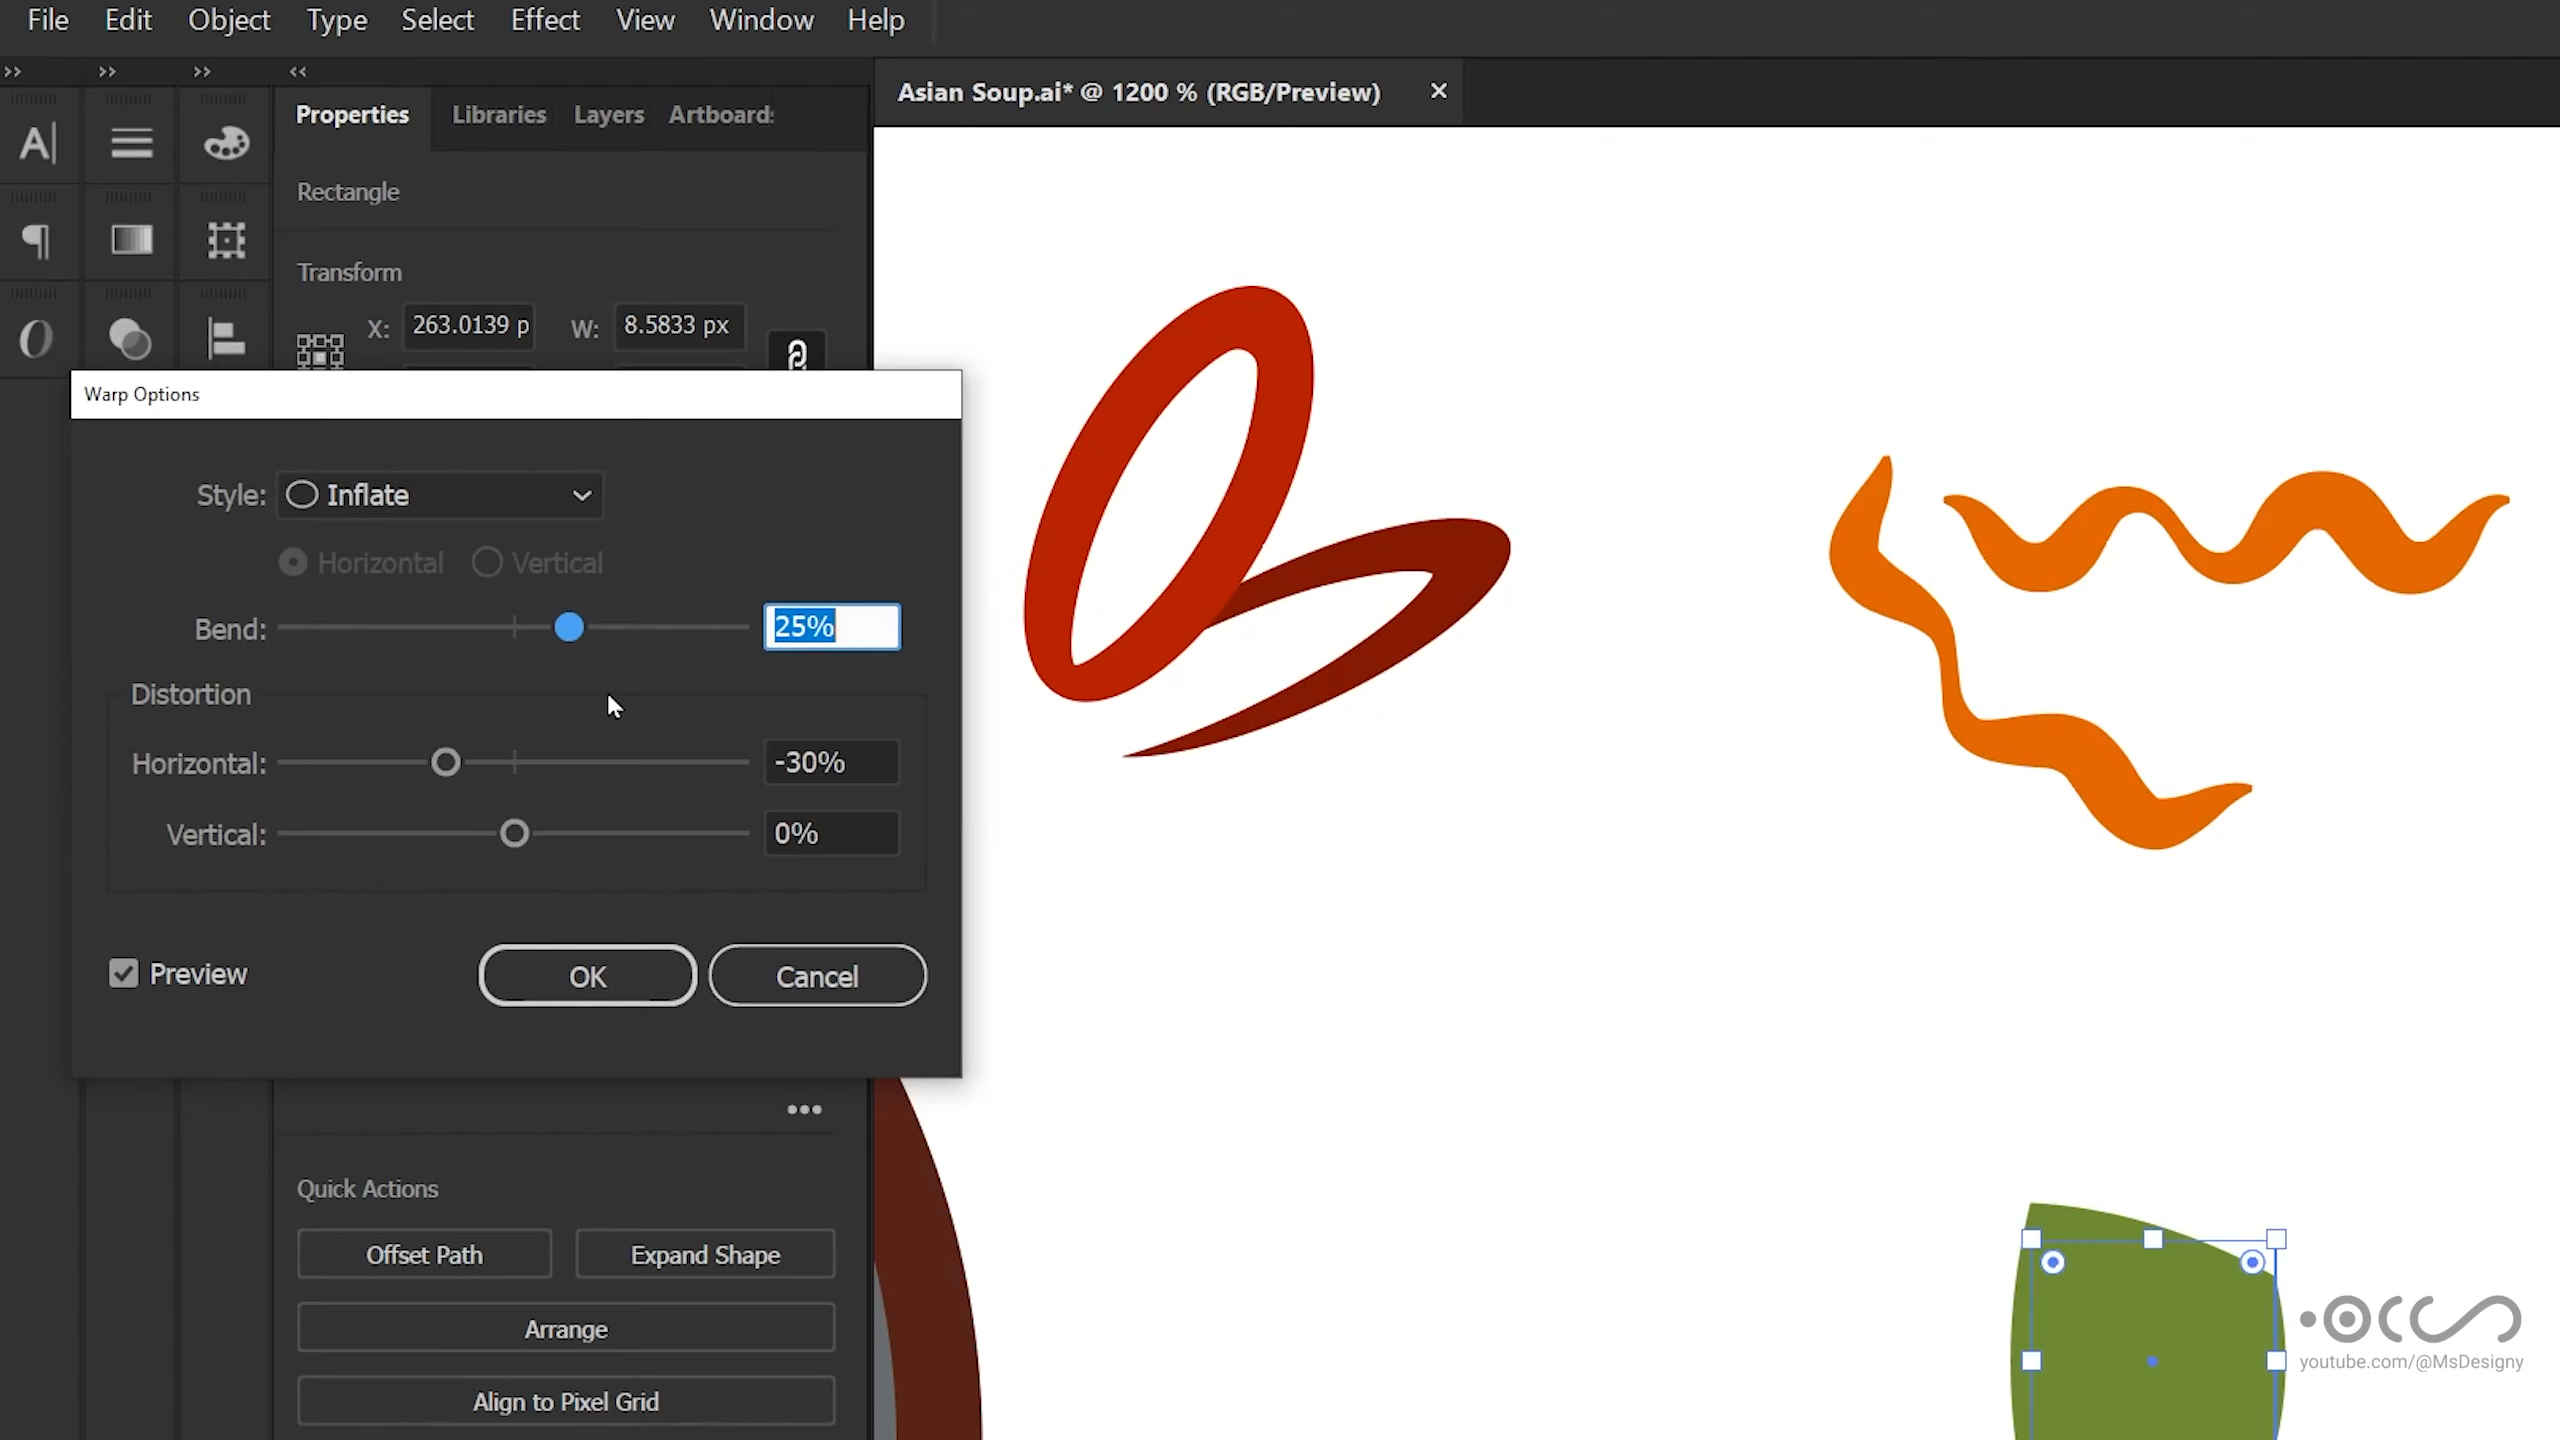 File Edit Object Type Select Effect View Window Help
Properties Libraries Layers Artboards
Asian Soup.ai* @ 1200 % (RGB/Preview)
Rectangle
Transform
X: 263.0139 p W: 8.5833 px
Warp Options
Style: Inflate
Horizontal Vertical
Bend: 25%
Distortion
Horizontal: -30%
Vertical: 0%
Preview OK Cancel
Quick Actions
Offset Path Expand Shape
Arrange
Align to Pixel Grid
youtube.com/@MsDesigny